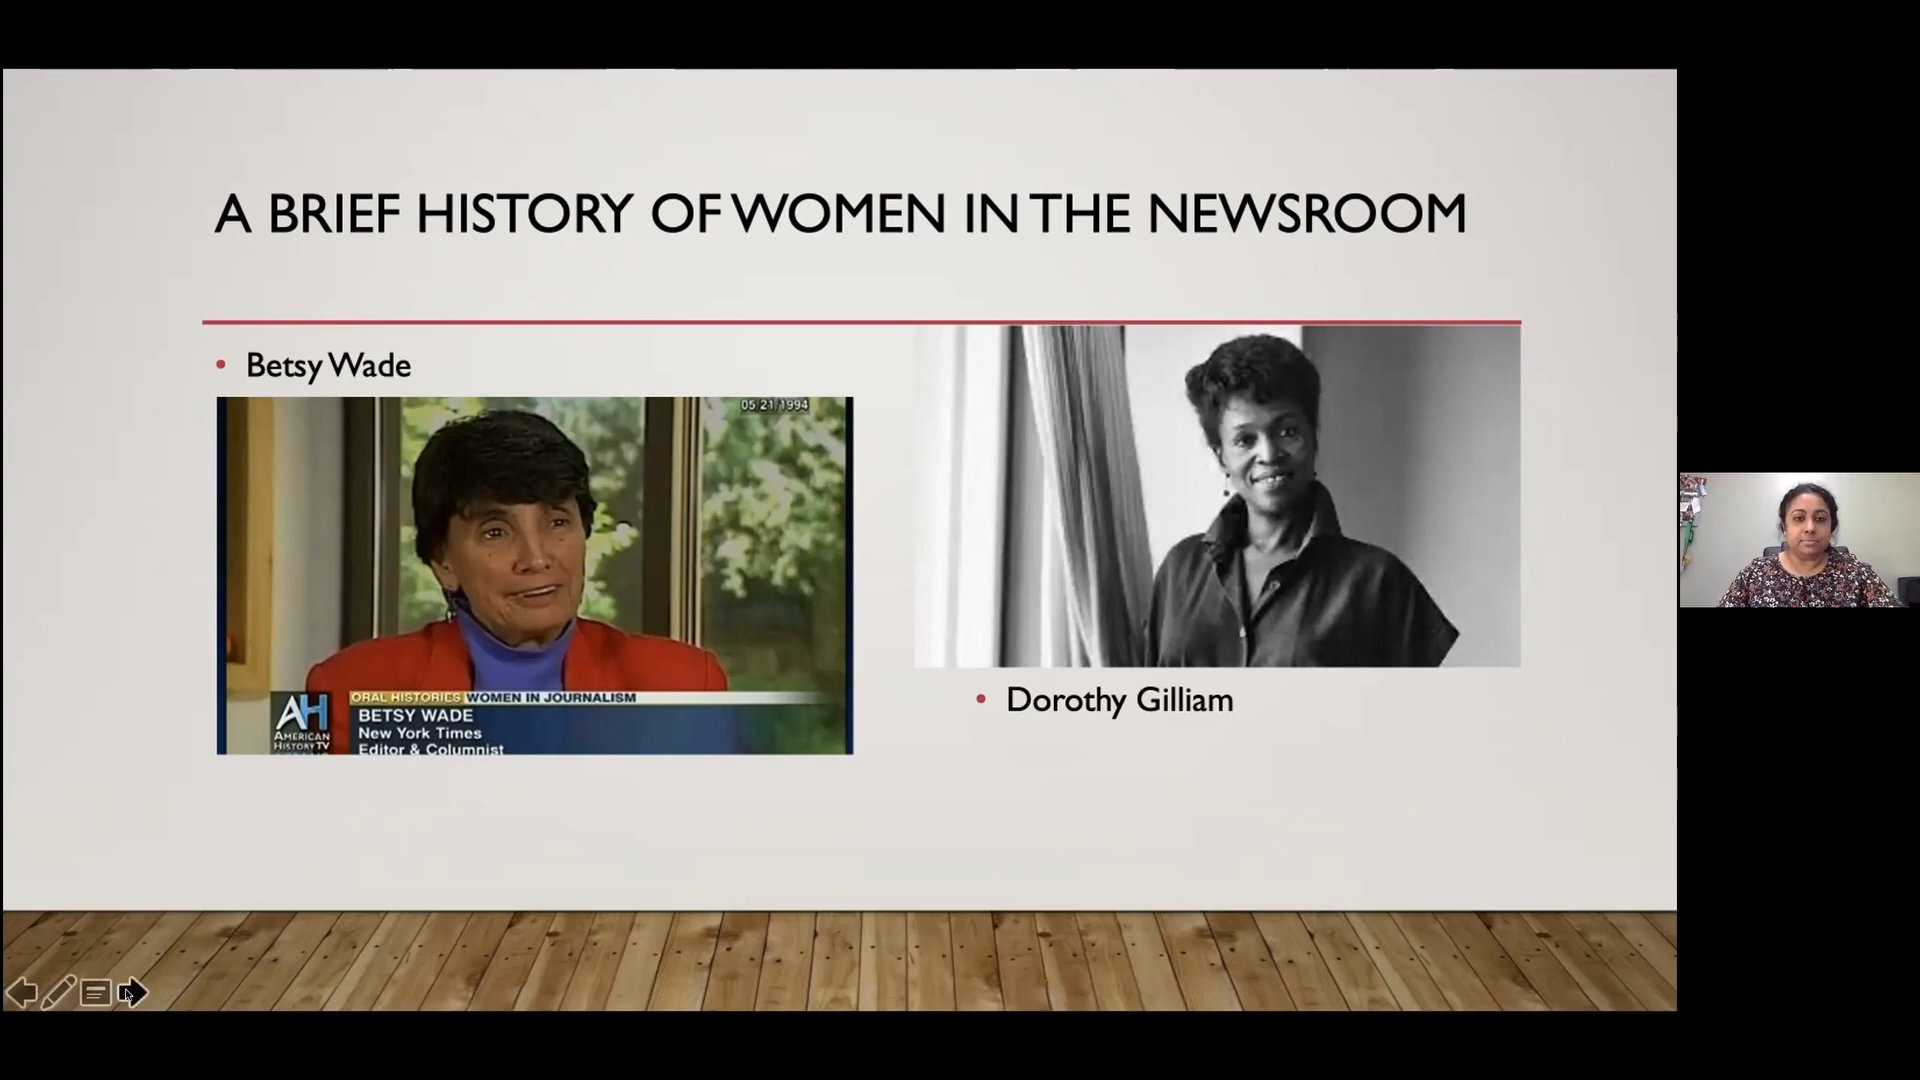 A BRIEF HISTORY OF WOMEN IN THE NEWSROOM
• Betsy Wade
05/21/1994
ORAL HISTORIES WOMEN IN JOURNALISM
AH
AMERICAN
HISTORY TV
BETSY WADE
New York Times
Editor & Columnist
• Dorothy Gilliam